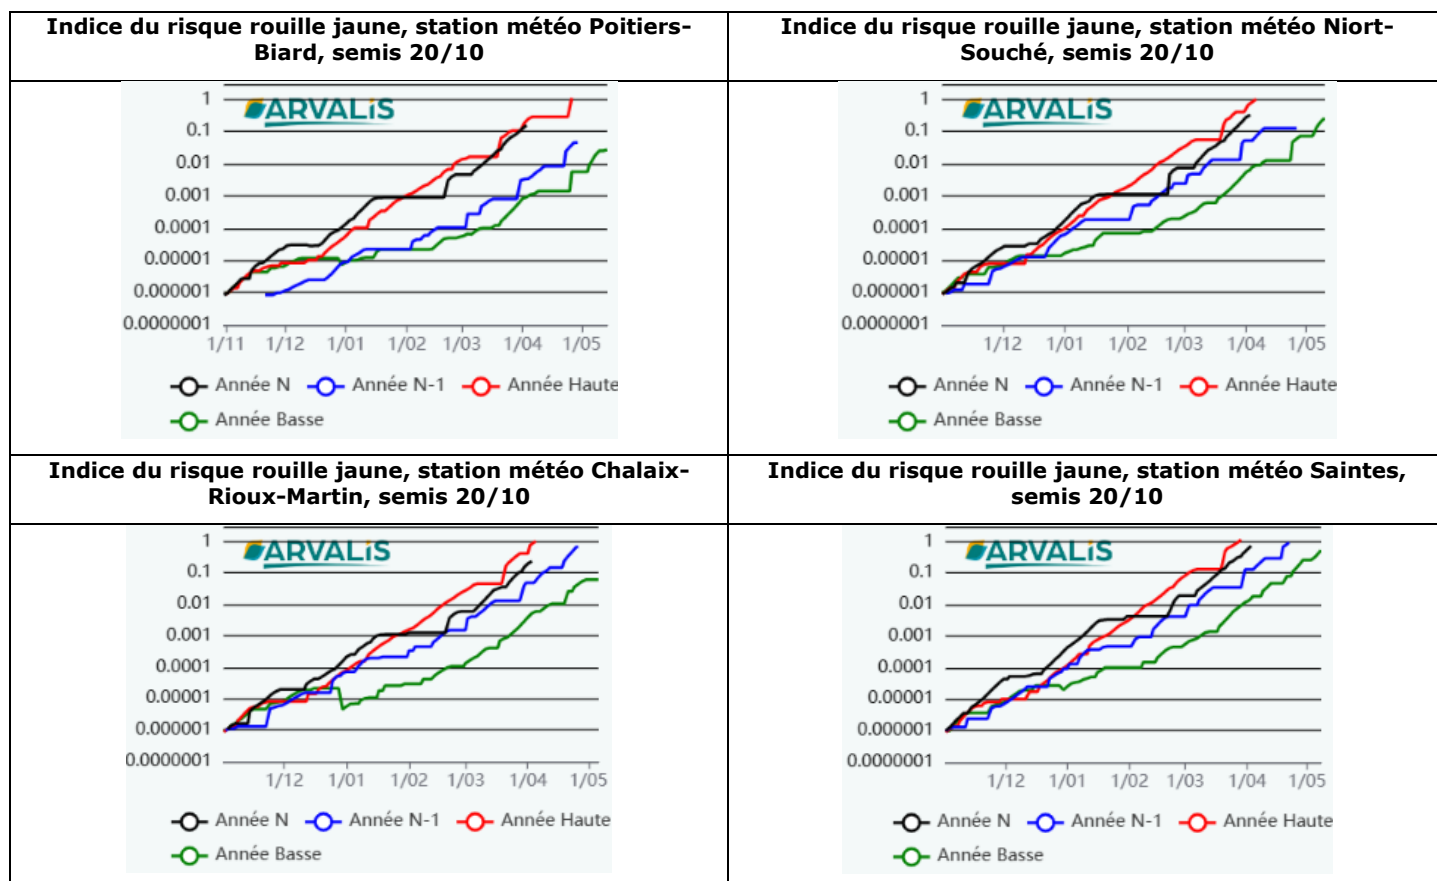 Indice du risque rouille jaune, station météo Poitiers-
Biard, semis 20/10
Indice du risque rouille jaune, station météo Niort-
Souché, semis 20/10
ARVALiS
1
0.1
0.01
0.001
0.0001
0.00001
0.000001
0.0000001
1/11 1/12 1/01 1/02 1/03 1/04 1/05
Année N Année N-1 Année Haute
Année Basse
ARVALiS
1
0.1
0.01
0.001
0.0001
0.00001
0.000001
0.0000001
1/12 1/01 1/02 1/03 1/04 1/05
Année N Année N-1 Année Haute
Année Basse
Indice du risque rouille jaune, station météo Chalaix-
Rioux-Martin, semis 20/10
Indice du risque rouille jaune, station météo Saintes,
semis 20/10
ARVALiS
1
0.1
0.01
0.001
0.0001
0.00001
0.000001
0.0000001
1/12 1/01 1/02 1/03 1/04 1/05
Année N Année N-1 Année Haute
Année Basse
ARVALiS
1
0.1
0.01
0.001
0.0001
0.00001
0.000001
0.0000001
1/12 1/01 1/02 1/03 1/04 1/05
Année N Année N-1 Année Haute
Année Basse